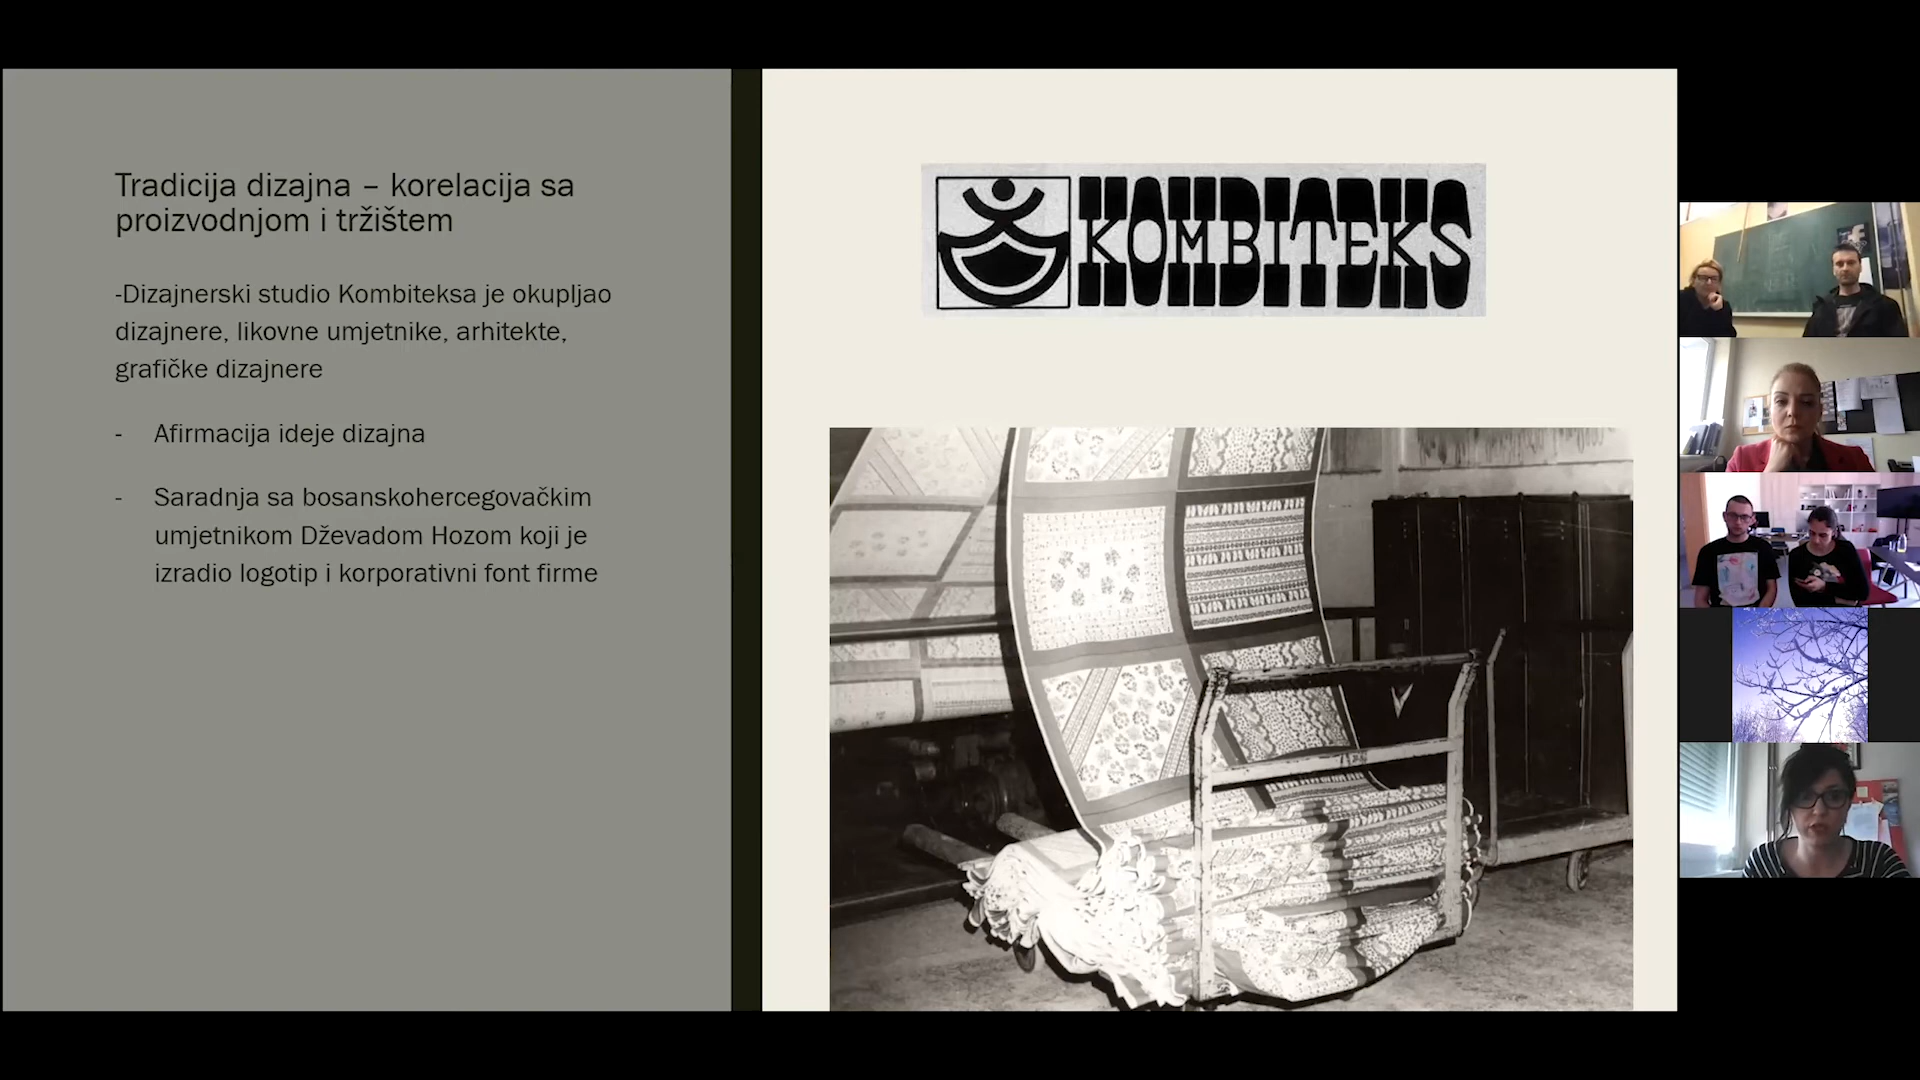 Tradicija dizajna – korelacija sa
proizvodnjom i tržištem
-Dizajnerski studio Kombiteksa je okupljao
dizajnere, likovne umjetnike, arhitekte,
grafičke dizajnere
- Afirmacija ideje dizajna
- Saradnja sa bosanskohercegovačkim
umjetnikom Dževadom Hozom koji je
izradio logotip i korporativni font firme
KOMBITEKS